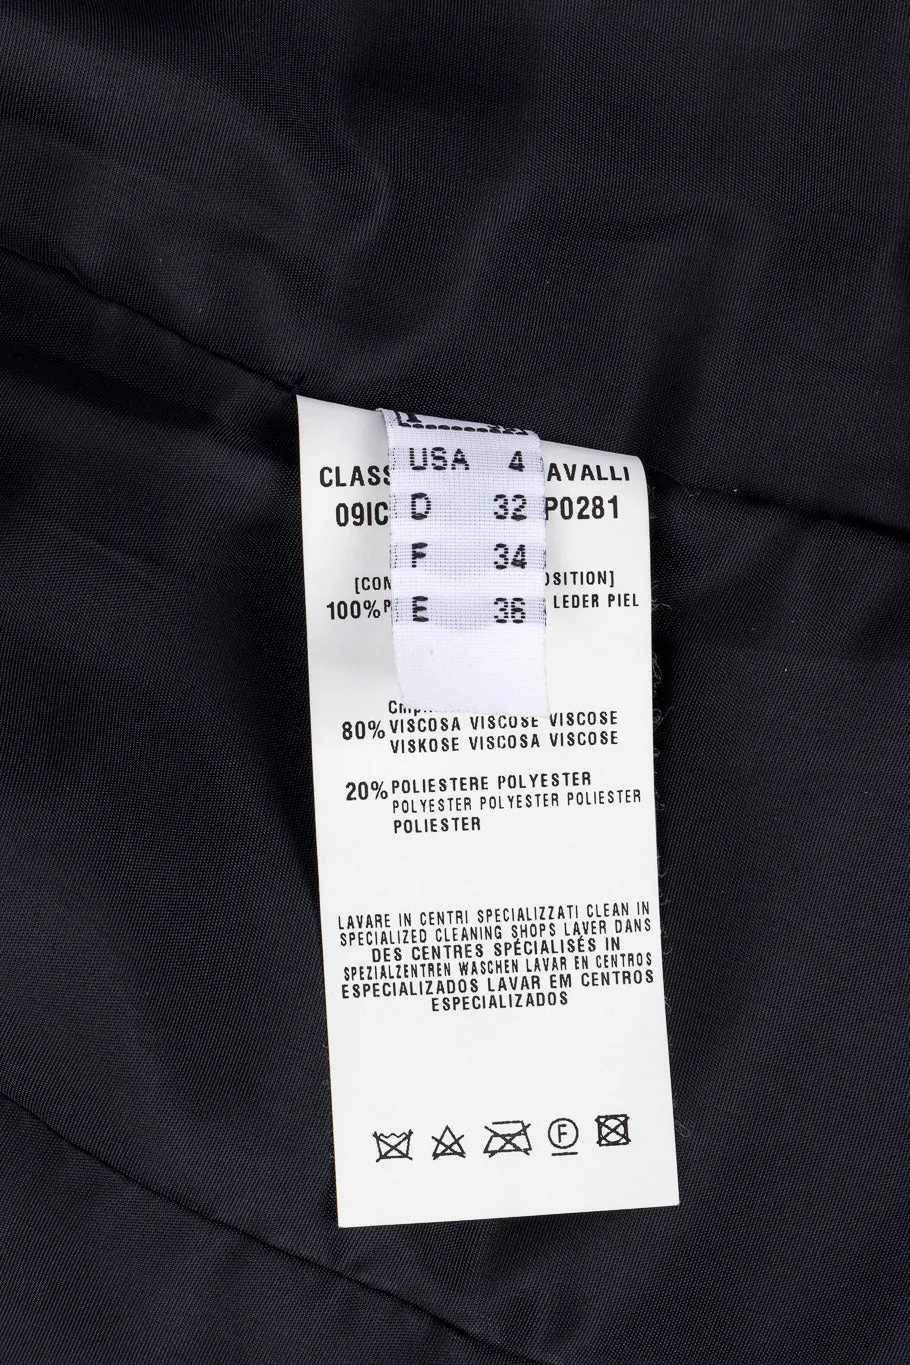 USA 4
D 32
F 34
E 36
CLASS AVALLI
09IC P0281
[CON OSITION]
100% P LEDER PIEL
80% VISCOSA VISCOSE VISCOSE
VISKOSE VISCOSA VISCOSE
20% POLIESTERE POLYESTER
POLYESTER POLYESTER POLIESTER
POLIESTER
LAVARE IN CENTRI SPECIALIZZATI CLEAN IN
SPECIALIZED CLEANING SHOPS LAVER DANS
DES CENTRES SPÉCIALISÉS IN
SPEZIALZENTREN WASCHEN LAVAR EN CENTROS
ESPECIALIZADOS LAVAR EM CENTROS
ESPECIALIZADOS
F